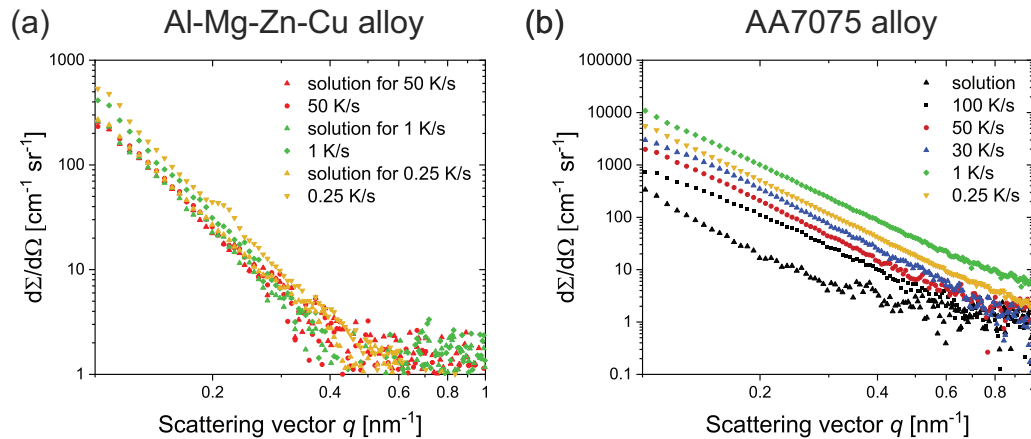 (a)
Al-Mg-Zn-Cu alloy
dΣ/dΩ [cm⁻¹ sr⁻¹]
1000
100
10
1
solution for 50 K/s
50 K/s
solution for 1 K/s
1 K/s
solution for 0.25 K/s
0.25 K/s
0.2
0.4
0.6
0.8
1
Scattering vector q [nm⁻¹]
(b)
AA7075 alloy
dΣ/dΩ [cm⁻¹ sr⁻¹]
100000
10000
1000
100
10
1
0.1
solution
100 K/s
50 K/s
30 K/s
1 K/s
0.25 K/s
0.2
0.4
0.6
0.8
Scattering vector q [nm⁻¹]